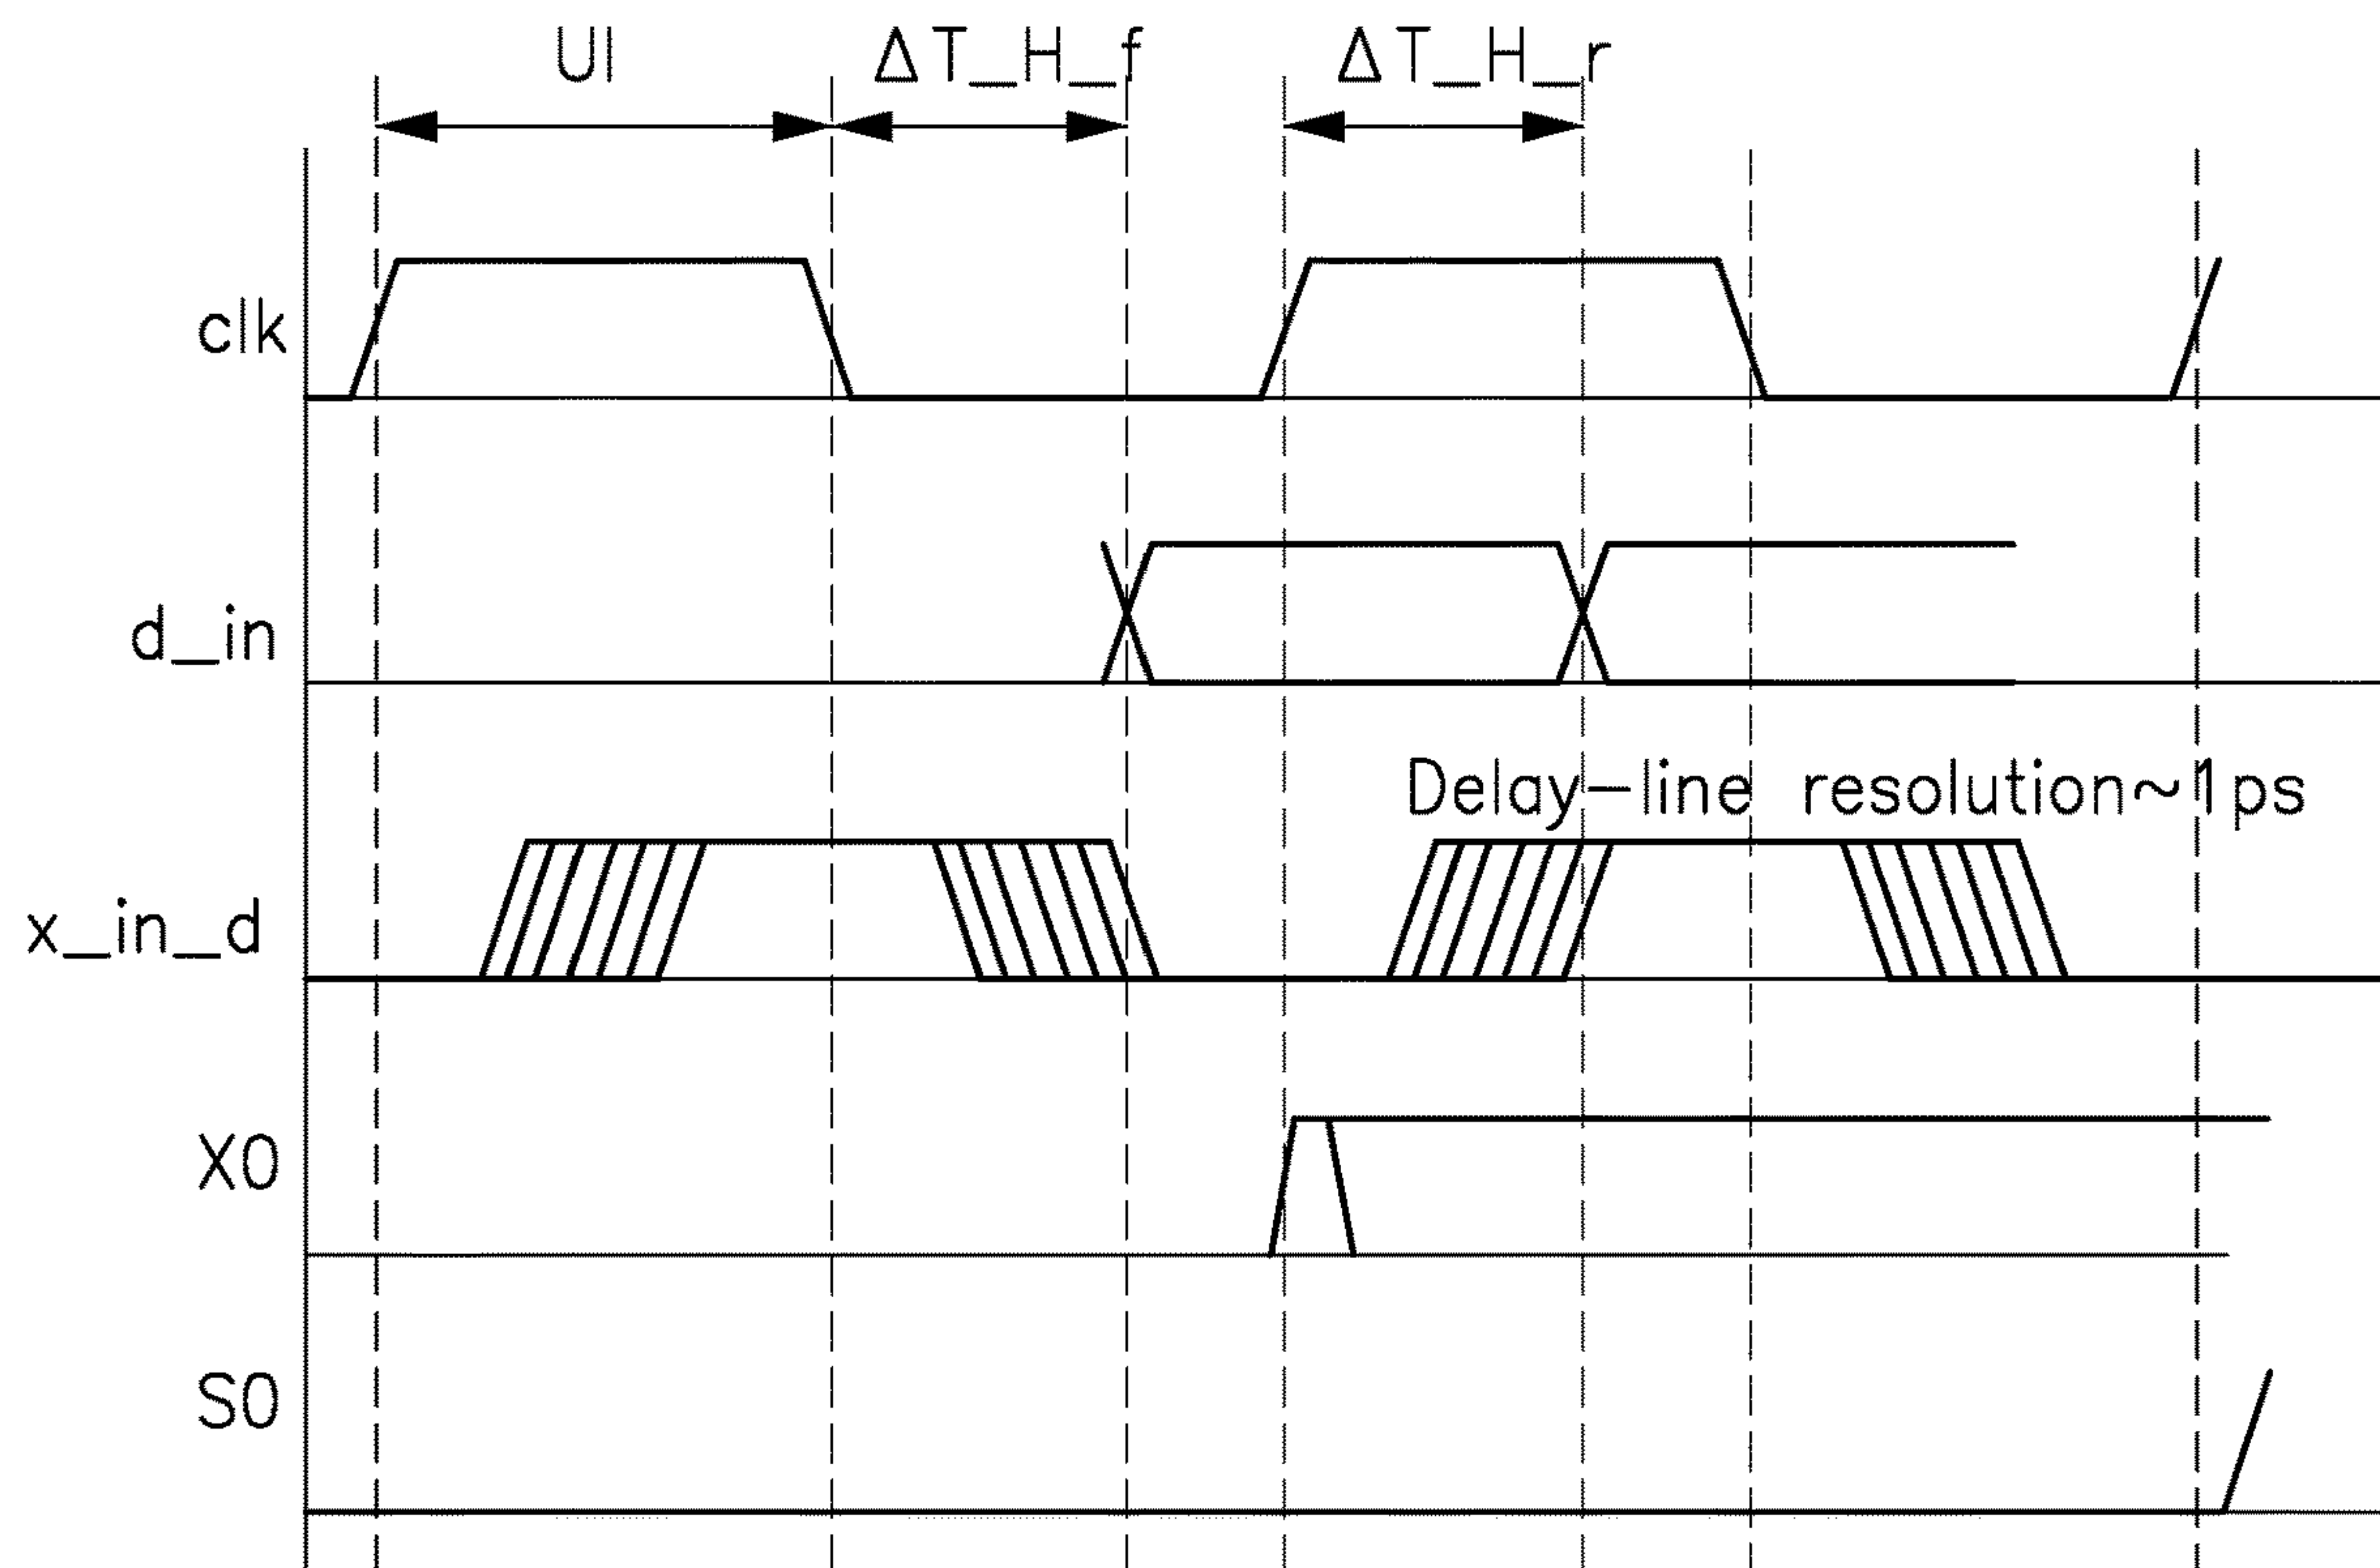 UI ΔT_H_f ΔT_H_r
clk
d_in
Delay-line resolution~1ps
x_in_d
X0
S0